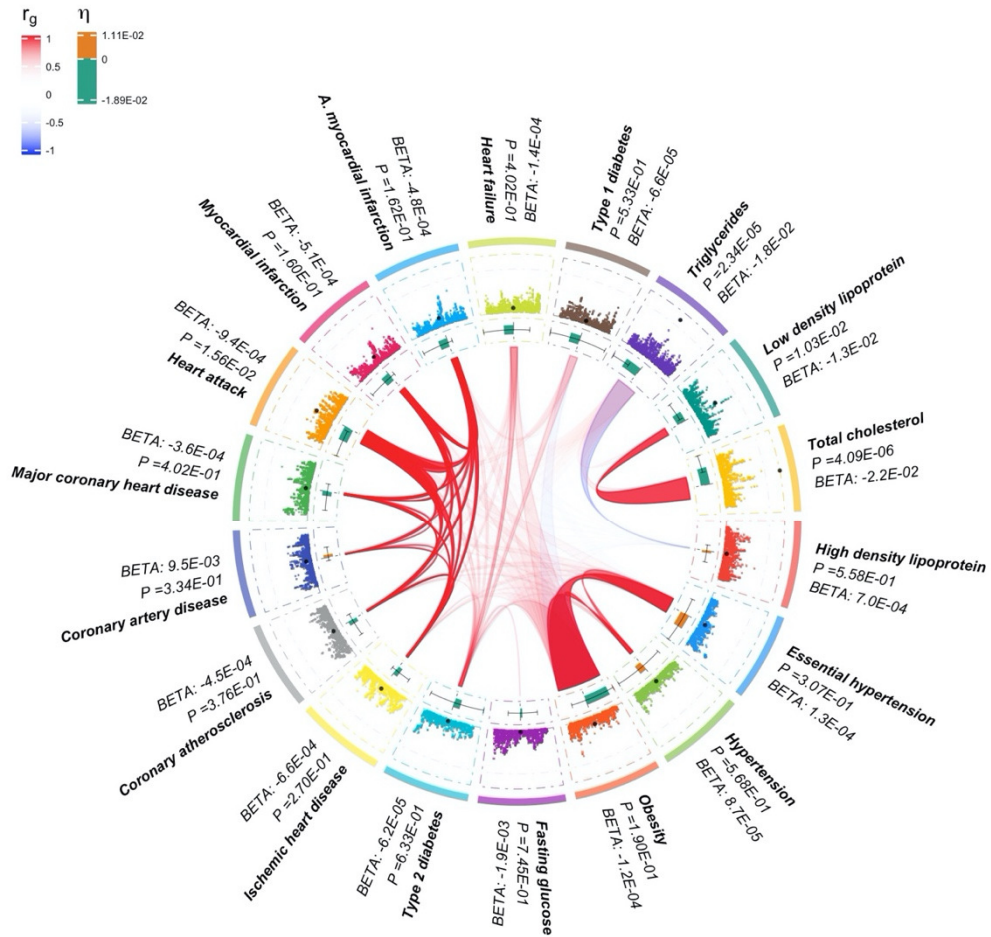 r_g
η
1
0.5
0
-0.5
-1
1.11E-02
0
-1.89E-02
Heart failure
P =4.02E-01
BETA: -1.4E-04
Type 1 diabetes
P =5.33E-01
BETA: -6.6E-05
Triglycerides
P =2.34E-05
BETA: -1.8E-02
Low density lipoprotein
P =1.03E-02
BETA: -1.3E-02
Total cholesterol
P =4.09E-06
BETA: -2.2E-02
High density lipoprotein
P =5.58E-01
BETA: 7.0E-04
Essential hypertension
P =3.07E-01
BETA: 1.3E-04
Hypertension
P =5.68E-01
BETA: 8.7E-05
Obesity
P =1.90E-01
BETA: -1.2E-04
Fasting glucose
P =7.45E-01
BETA: -1.9E-03
BETA: -6.2E-05
P =6.33E-01
Type 2 diabetes
BETA: -6.6E-04
P =2.70E-01
Ischemic heart disease
BETA: -4.5E-04
P =3.76E-01
Coronary atherosclerosis
BETA: 9.5E-03
P =3.34E-01
Coronary artery disease
BETA: -3.6E-04
P =4.02E-01
Major coronary heart disease
BETA: -9.4E-04
P =1.56E-02
Heart attack
BETA: -5.1E-04
P =1.60E-01
Myocardial infarction
BETA: -4.8E-04
P =1.62E-01
A. myocardial infarction